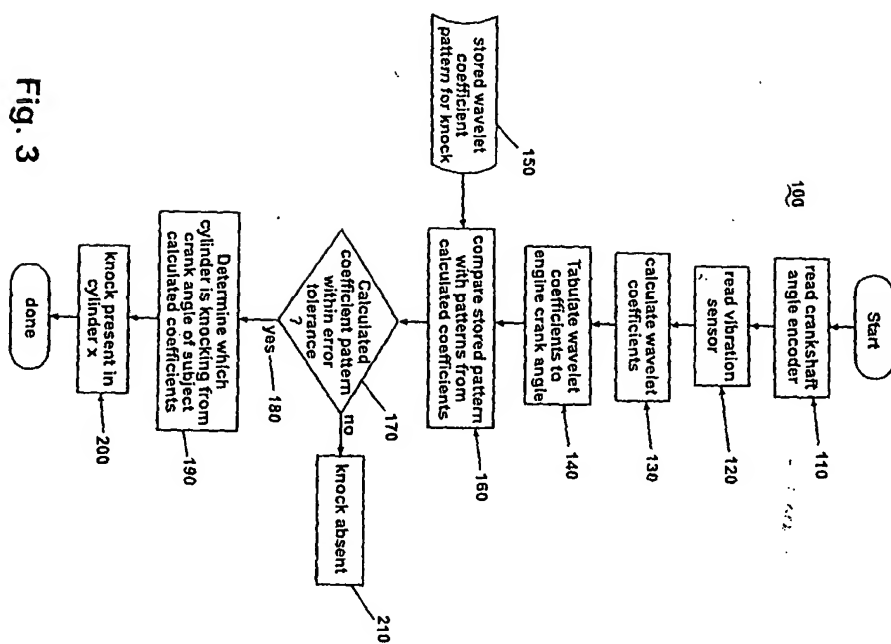 100
Start
read crankshaft
angle encoder
110
read vibration
sensor
120
calculate wavelet
coefficients
130
Tabulate wavelet
coefficients to
engine crank angle
140
stored wavelet
coefficient
pattern for knock
150
compare stored pattern
with patterns from
calculated coefficients
160
Calculated
coefficient pattern
within error
tolerance
?
170
no
knock absent
210
yes
180
Determine which
cylinder is knocking from
crank angle of subject
calculated coefficients
190
knock present in
cylinder x
200
done
Fig. 3